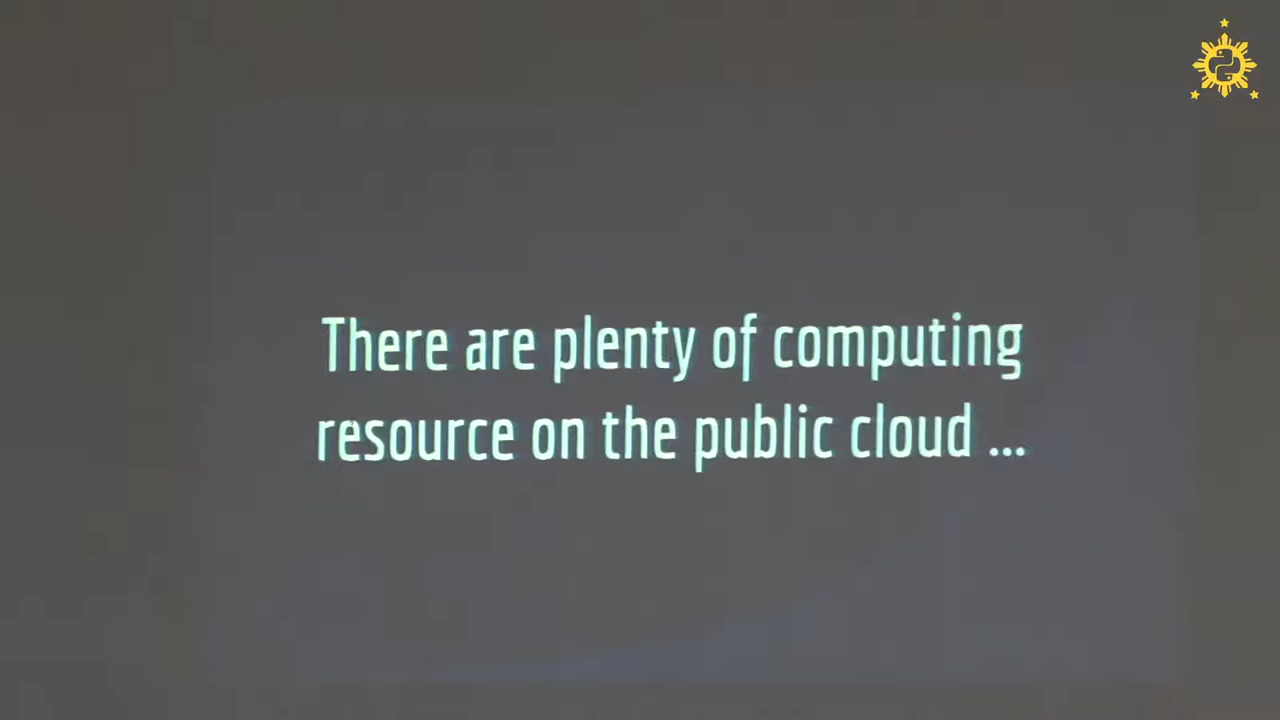 There are plenty of computing
resource on the public cloud ...